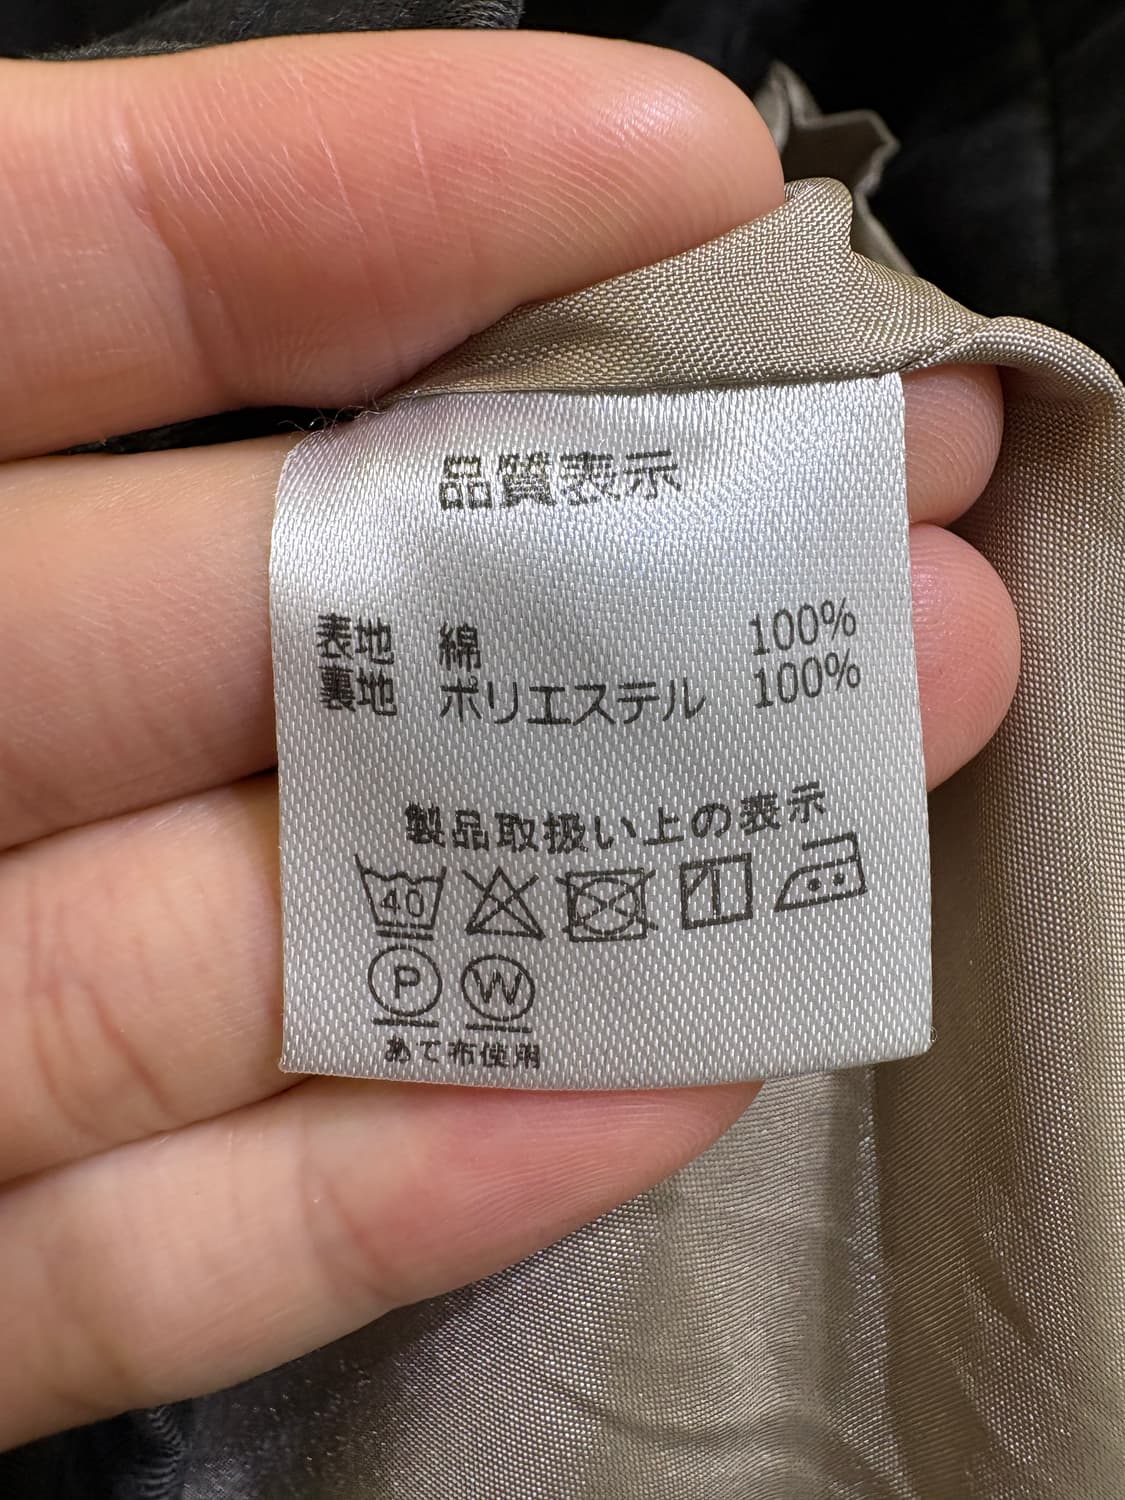 品質表示
表地 綿 100%
裏地 ポリエステル 100%
製品取扱い上の表示
40
P W
あて布使用